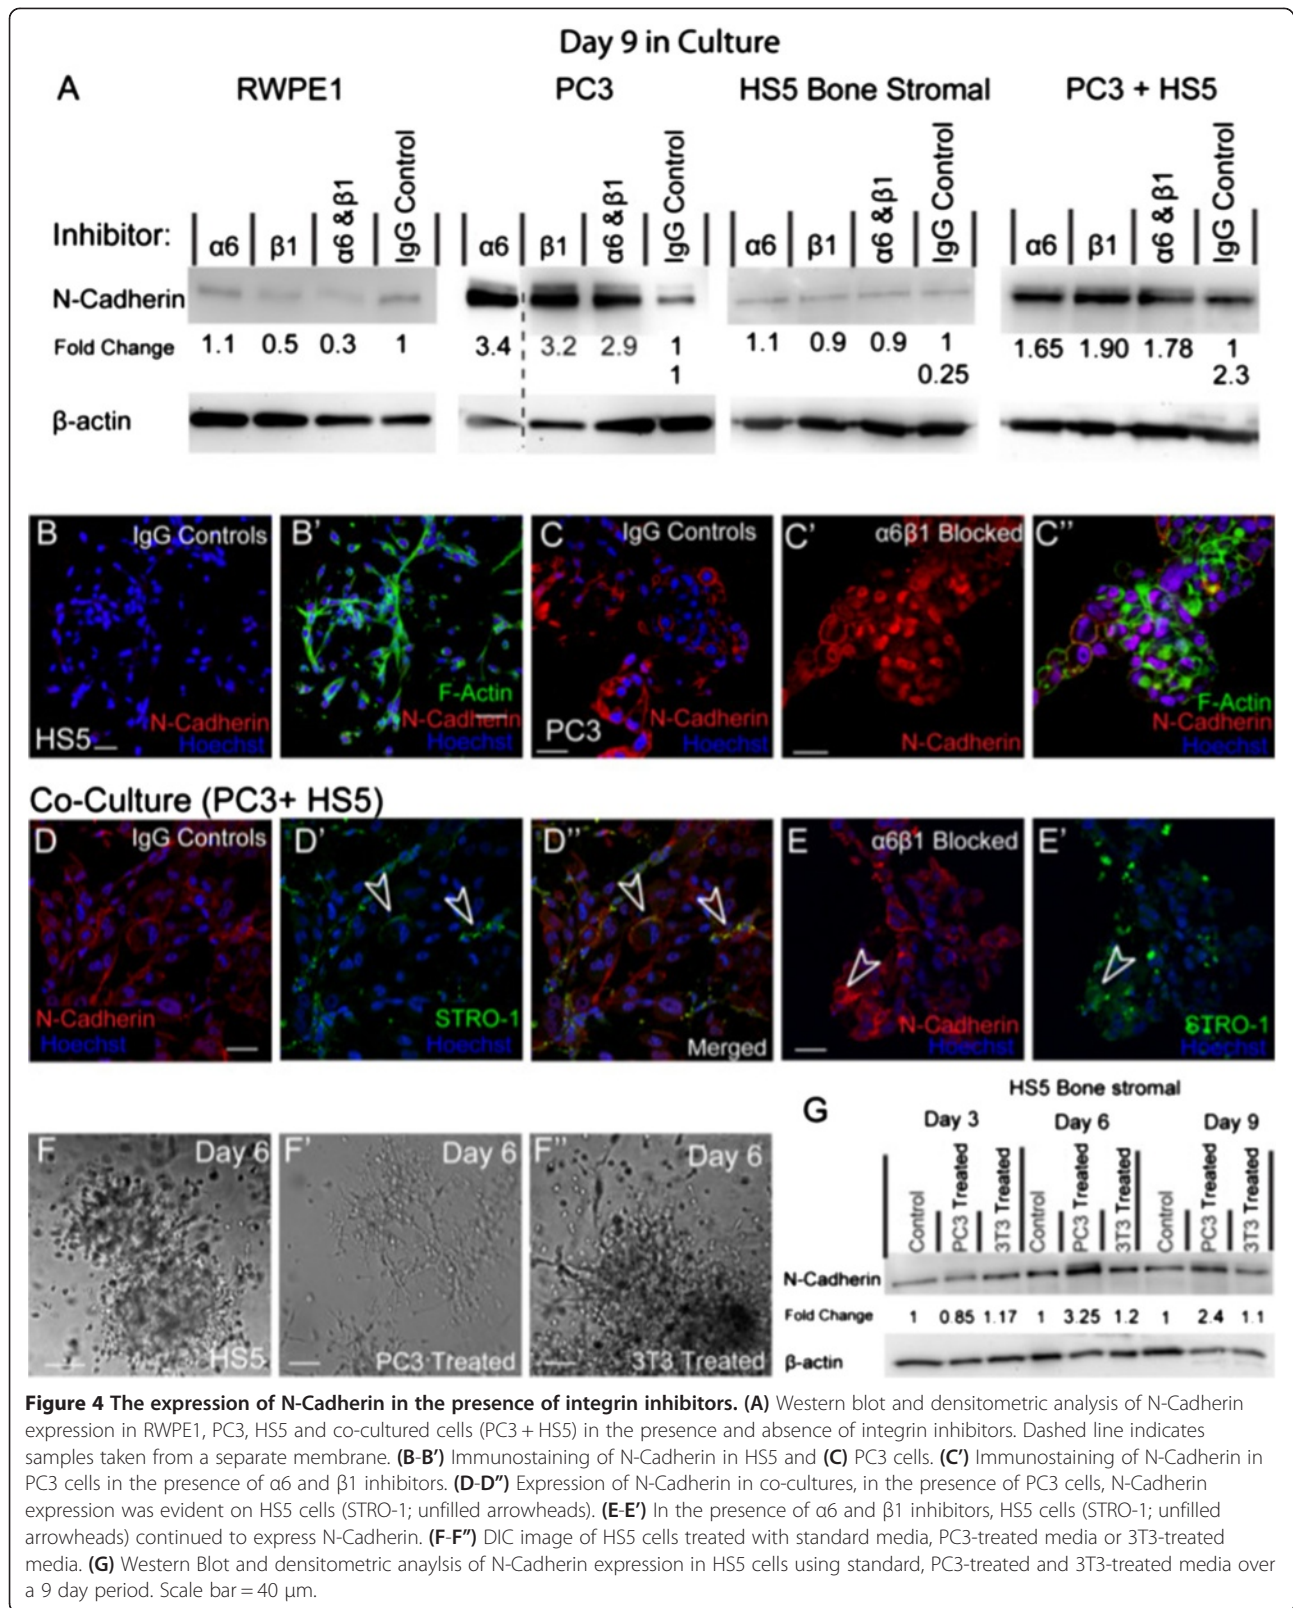 Day 9 in Culture
A
RWPE1 PC3 HS5 Bone Stromal PC3 + HS5
Inhibitor: α6 β1 α6 &β1 IgG Control α6 β1 α6 &β1 IgG Control α6 β1 α6 &β1 IgG Control α6 β1 α6 &β1 IgG Control
N-Cadherin
Fold Change 1.1 0.5 0.3 1 3.4 3.2 2.9 1 1.1 0.9 0.9 1 1.65 1.90 1.78 1
1 0.25 2.3
β-actin
B IgG Controls B' C IgG Controls C' α6β1 Blocked C''
F-Actin F-Actin
N-Cadherin N-Cadherin N-Cadherin N-Cadherin N-Cadherin
HS5 Hoechst Hoechst PC3 Hoechst Hoechst
Co-Culture (PC3+ HS5)
D IgG Controls D' D'' E α6β1 Blocked E'
N-Cadherin STRO-1 N-Cadherin STRO-1
Hoechst Hoechst Merged Hoechst Hoechst
HS5 Bone stromal
G
Day 3 Day 6 Day 9
F Day 6 F' Day 6 F'' Day 6
Control PC3 Treated 3T3 Treated Control PC3 Treated 3T3 Treated Control PC3 Treated 3T3 Treated
N-Cadherin
Fold Change 1 0.85 1.17 1 3.25 1.2 1 2.4 1.1
HS5 PC3 Treated 3T3 Treated
β-actin
Figure 4 The expression of N-Cadherin in the presence of integrin inhibitors. (A) Western blot and densitometric analysis of N-Cadherin
expression in RWPE1, PC3, HS5 and co-cultured cells (PC3 + HS5) in the presence and absence of integrin inhibitors. Dashed line indicates
samples taken from a separate membrane. (B-B′) Immunostaining of N-Cadherin in HS5 and (C) PC3 cells. (C′) Immunostaining of N-Cadherin in
PC3 cells in the presence of α6 and β1 inhibitors. (D-D″) Expression of N-Cadherin in co-cultures, in the presence of PC3 cells, N-Cadherin
expression was evident on HS5 cells (STRO-1; unfilled arrowheads). (E-E′) In the presence of α6 and β1 inhibitors, HS5 cells (STRO-1; unfilled
arrowheads) continued to express N-Cadherin. (F-F″) DIC image of HS5 cells treated with standard media, PC3-treated media or 3T3-treated
media. (G) Western Blot and densitometric anaylsis of N-Cadherin expression in HS5 cells using standard, PC3-treated and 3T3-treated media over
a 9 day period. Scale bar = 40 μm.